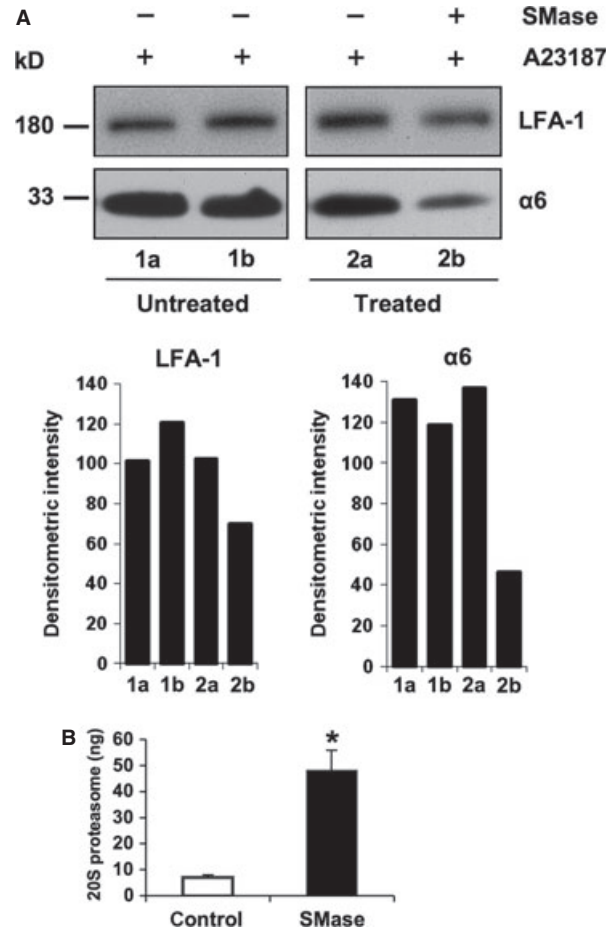 A – – – + SMase
kD + + + + A23187
180 LFA-1
33 α6
1a 1b 2a 2b
Untreated Treated
LFA-1
Densitometric intensity
140
120
100
80
60
40
20
0
1a 1b 2a 2b
α6
Densitometric intensity
140
120
100
80
60
40
20
0
1a 1b 2a 2b
B
20S proteasome (ng)
60
50
40
30
20
10
0
*
Control SMase